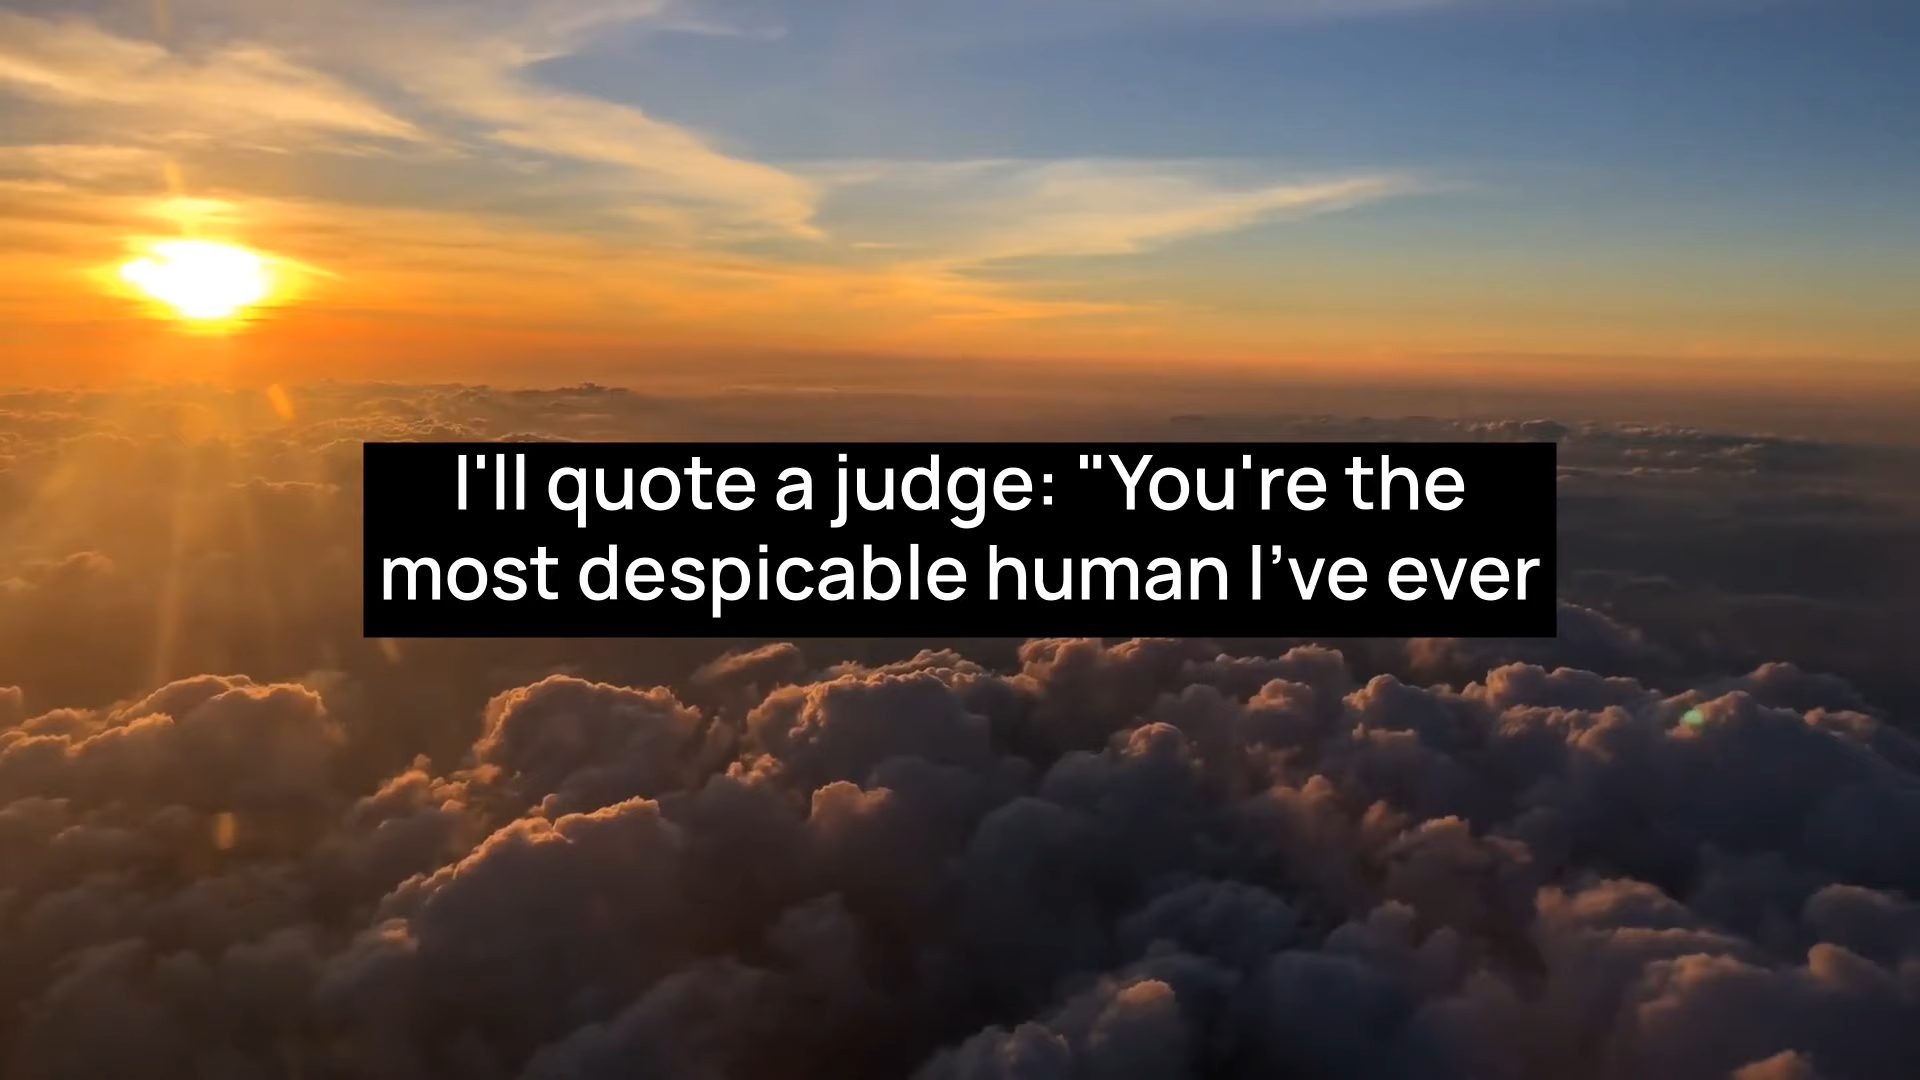 I'll quote a judge: "You're the
most despicable human I’ve ever